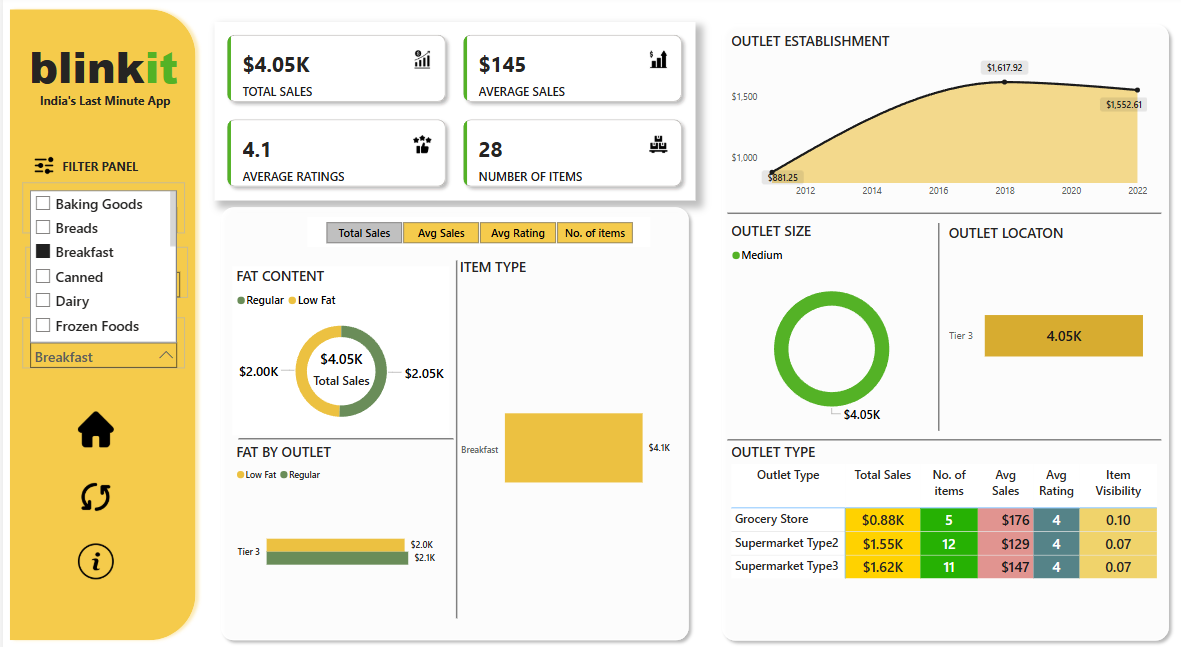 blinkit
India's Last Minute App
FILTER PANEL
Baking Goods
Breads
Breakfast
Canned
Dairy
Frozen Foods
Breakfast
$4.05K
TOTAL SALES
$145
AVERAGE SALES
4.1
AVERAGE RATINGS
28
NUMBER OF ITEMS
Total Sales Avg Sales Avg Rating No. of items
FAT CONTENT
Regular Low Fat
$2.00K
$4.05K
Total Sales
$2.05K
FAT BY OUTLET
Low Fat Regular
Tier 3
$2.0K
$2.1K
ITEM TYPE
Breakfast
$4.1K
OUTLET ESTABLISHMENT
$1,500
$1,000
$881.25
$1,617.92
$1,552.61
2012 2014 2016 2018 2020 2022
OUTLET SIZE
Medium
$4.05K
OUTLET LOCATON
Tier 3
4.05K
OUTLET TYPE
Outlet Type Total Sales No. of items Avg Sales Avg Rating Item Visibility
Grocery Store $0.88K 5 $176 4 0.10
Supermarket Type2 $1.55K 12 $129 4 0.07
Supermarket Type3 $1.62K 11 $147 4 0.07